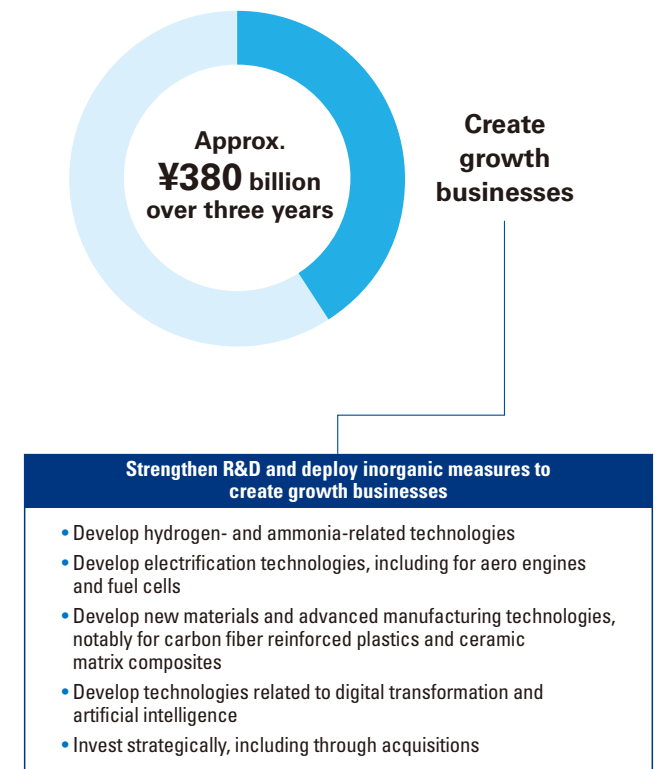 Approx.
¥380 billion
over three years
Create
growth
businesses
Strengthen R&D and deploy inorganic measures to
create growth businesses
• Develop hydrogen- and ammonia-related technologies
• Develop electrification technologies, including for aero engines
and fuel cells
• Develop new materials and advanced manufacturing technologies,
notably for carbon fiber reinforced plastics and ceramic
matrix composites
• Develop technologies related to digital transformation and
artificial intelligence
• Invest strategically, including through acquisitions